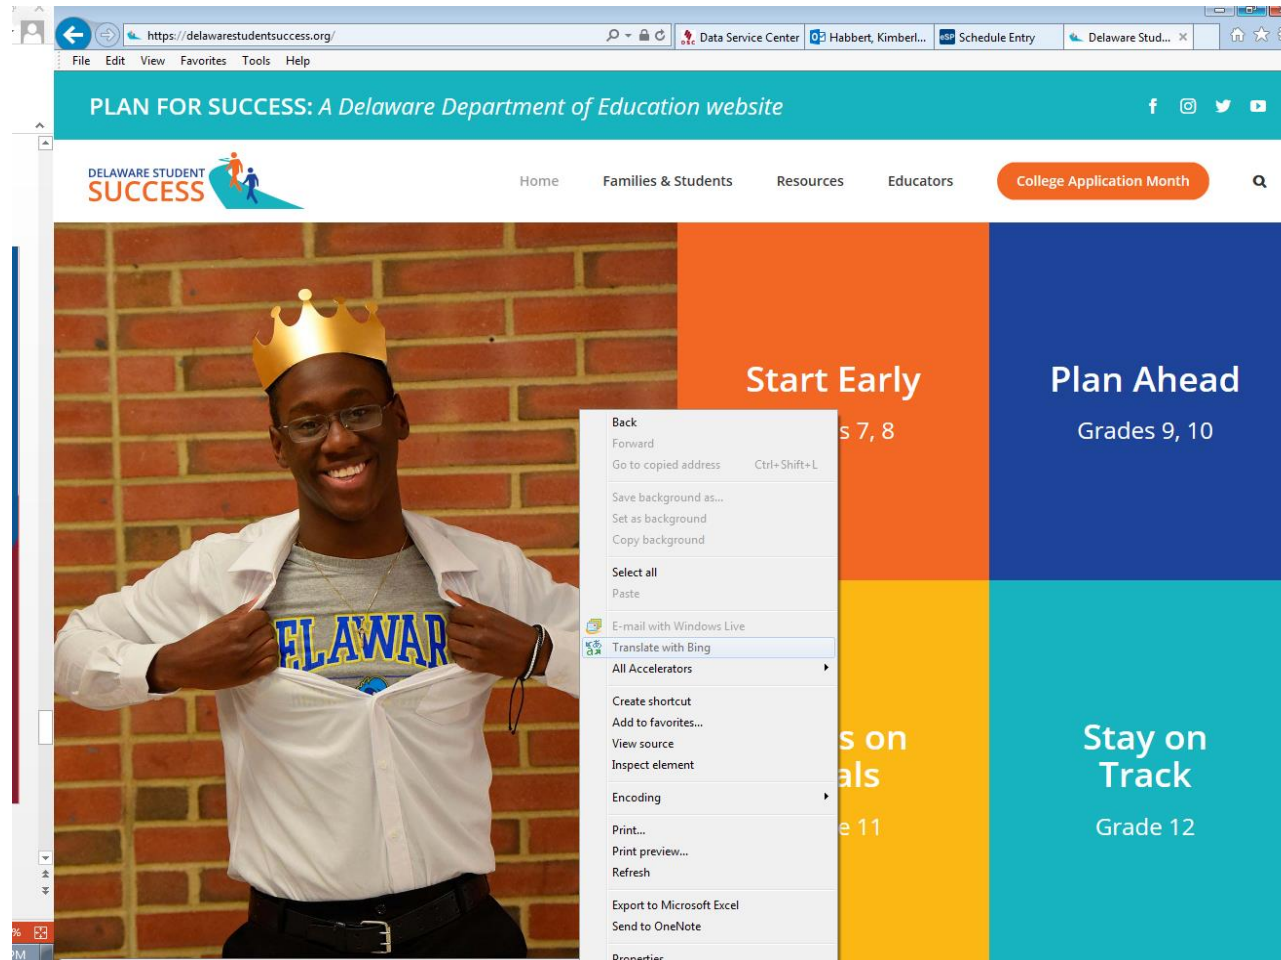 https://delawarestudentsuccess.org/
Data Service Center
Habbert, Kimberl...
eSP Schedule Entry
Delaware Stud...
File Edit View Favorites Tools Help
PLAN FOR SUCCESS: A Delaware Department of Education website
DELAWARE STUDENT
SUCCESS
Home Families & Students Resources Educators College Application Month
Start Early
s 7, 8
Plan Ahead
Grades 9, 10
ELAWAR
Back
Forward
Go to copied address Ctrl+Shift+L
Save background as...
Set as background
Copy background
Select all
Paste
E-mail with Windows Live
Translate with Bing
All Accelerators
Create shortcut
Add to favorites...
View source
Inspect element
Encoding
Print...
Print preview...
Refresh
Export to Microsoft Excel
Send to OneNote
Properties
s on
als
e 11
Stay on
Track
Grade 12
%
PM